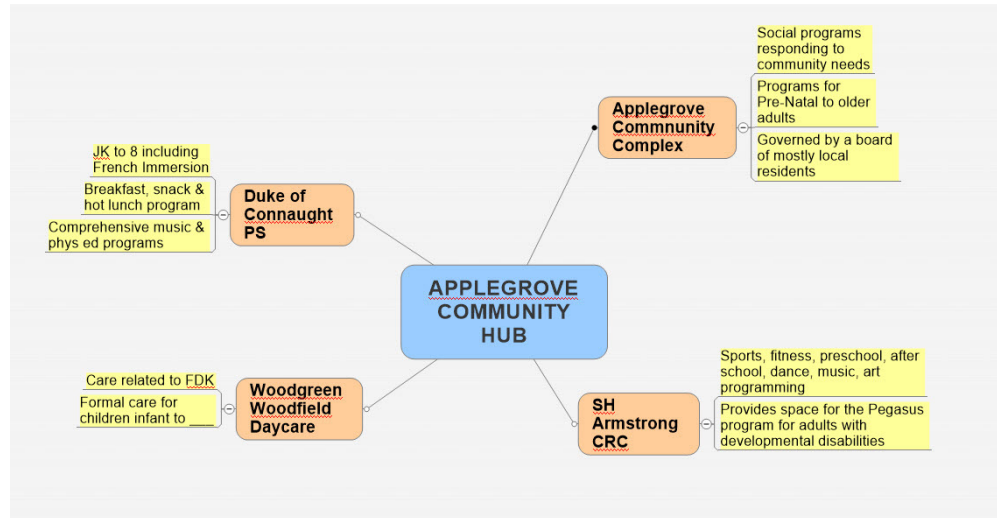 APPLEGROVE
COMMUNITY
HUB
Applegrove
Commnunity
Complex
Social programs
responding to
community needs
Programs for
Pre-Natal to older
adults
Governed by a board
of mostly local
residents
Duke of
Connaught
PS
JK to 8 including
French Immersion
Breakfast, snack &
hot lunch program
Comprehensive music &
phys ed programs
Woodgreen
Woodfield
Daycare
Care related to FDK
Formal care for
children infant to ___
SH
Armstrong
CRC
Sports, fitness, preschool, after
school, dance, music, art
programming
Provides space for the Pegasus
program for adults with
developmental disabilities